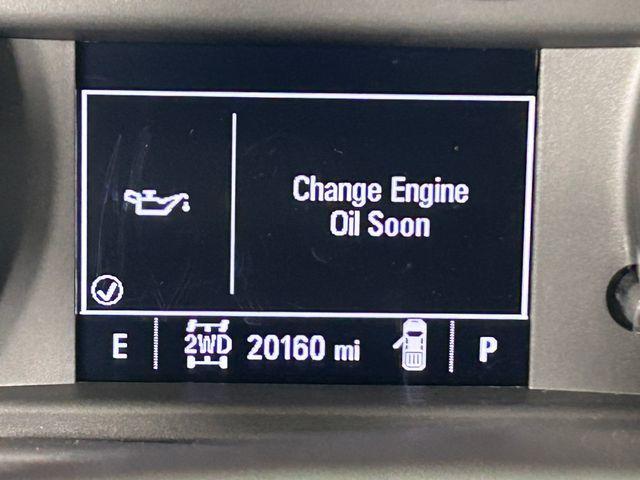 Change Engine
Oil Soon
E 2WD 20160 mi P